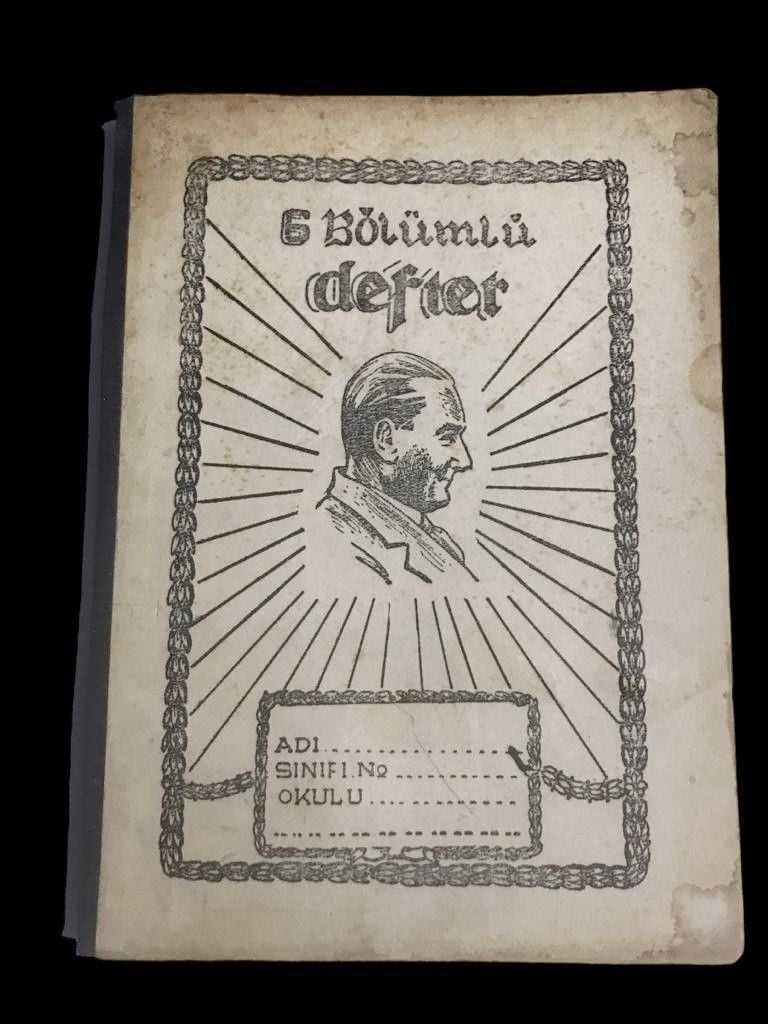 6 Bölümlü
defter
ADI
SINIFI.No
OKULU